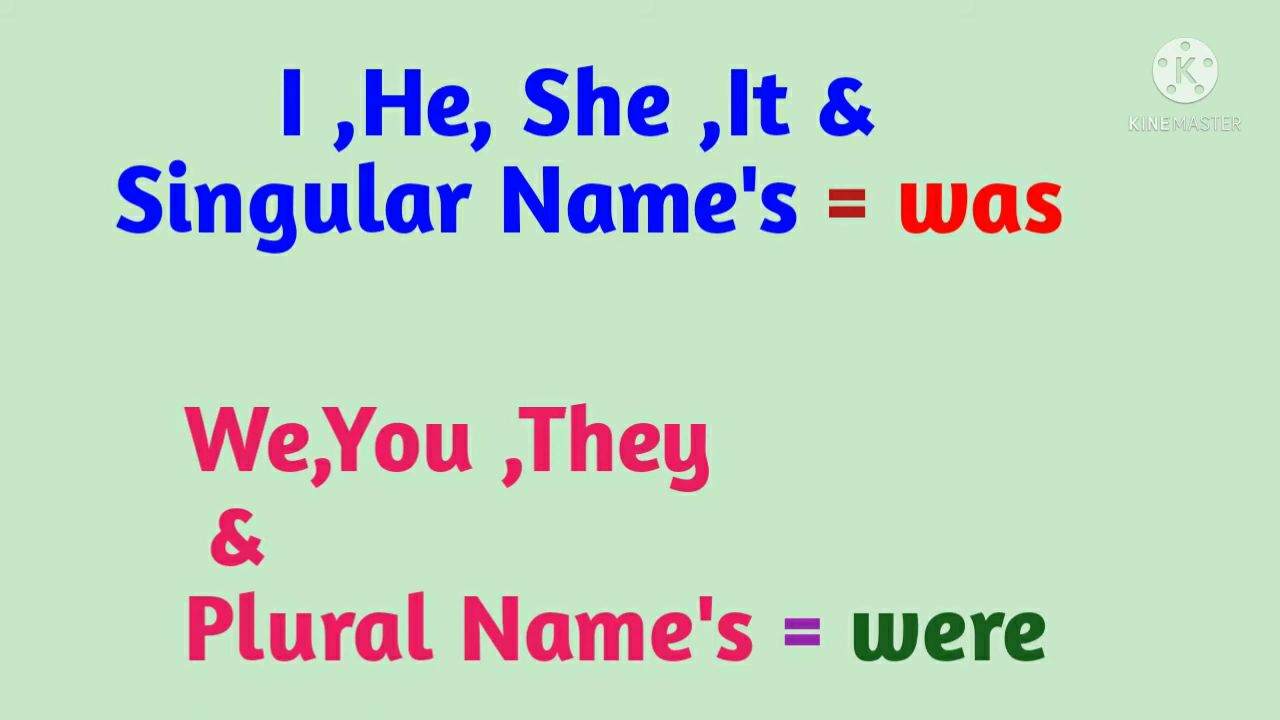 I ,He, She ,It &
Singular Name's = was
We,You ,They
&
Plural Name's = were
K
KINEMASTER